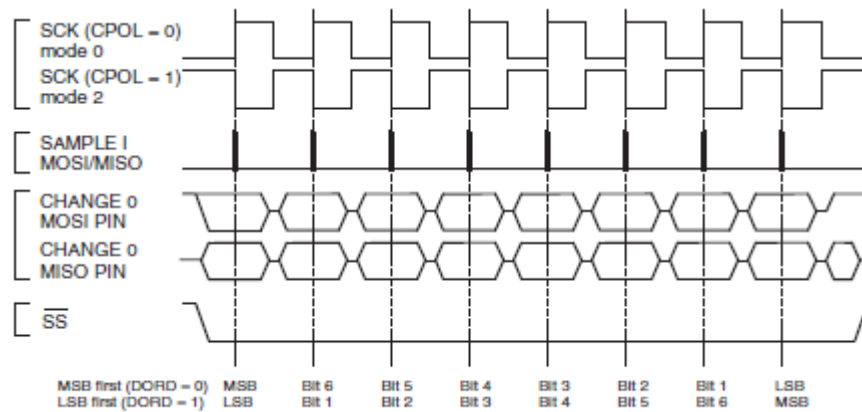 SCK (CPOL = 0)
mode 0
SCK (CPOL = 1)
mode 2
SAMPLE I
MOSI/MISO
CHANGE 0
MOSI PIN
CHANGE 0
MISO PIN
SS
MSB first (DORD = 0) MSB Bit 6 Bit 5 Bit 4 Bit 3 Bit 2 Bit 1 LSB
LSB first (DORD = 1) LSB Bit 1 Bit 2 Bit 3 Bit 4 Bit 5 Bit 6 MSB